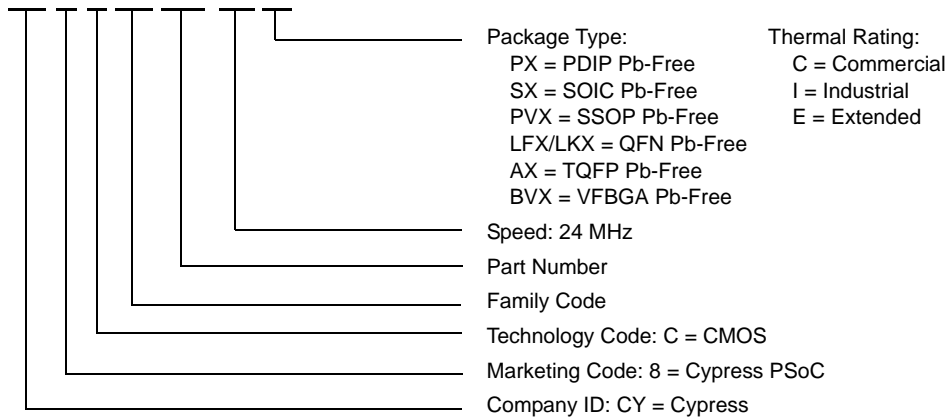 Package Type:
PX = PDIP Pb-Free
SX = SOIC Pb-Free
PVX = SSOP Pb-Free
LFX/LKX = QFN Pb-Free
AX = TQFP Pb-Free
BVX = VFBGA Pb-Free
Thermal Rating:
C = Commercial
I = Industrial
E = Extended
Speed: 24 MHz
Part Number
Family Code
Technology Code: C = CMOS
Marketing Code: 8 = Cypress PSoC
Company ID: CY = Cypress